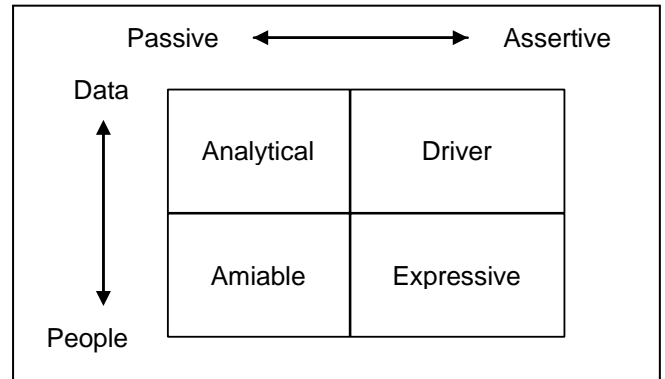 Passive Assertive
Data
Analytical Driver
Amiable Expressive
People